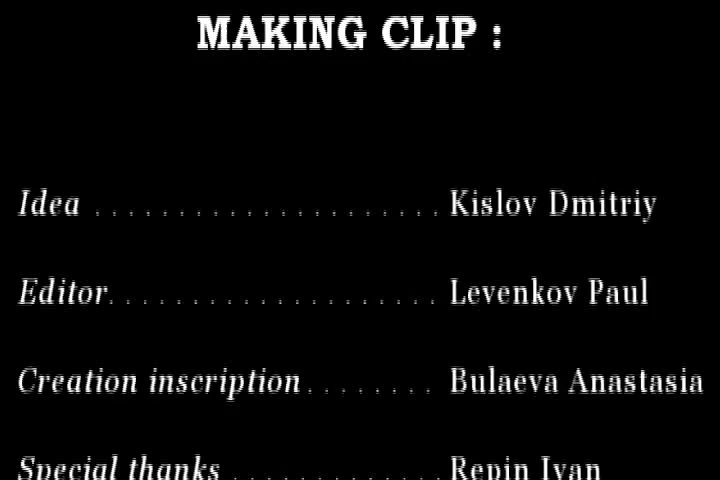 MAKING CLIP :
Idea . . . . . . . . . . . . . . . . . . . . . Kislov Dmitriy
Editor. . . . . . . . . . . . . . . . . . . . Levenkov Paul
Creation inscription. . . . . . . . Bulaeva Anastasia
Special thanks . . . . . . . . . . . . . Repin Ivan